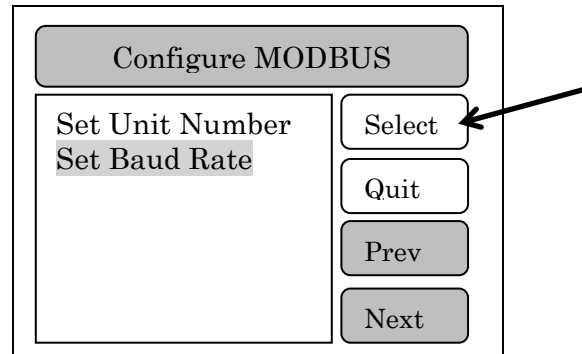 Configure MODBUS
Set Unit Number
Set Baud Rate
Select
Quit
Prev
Next